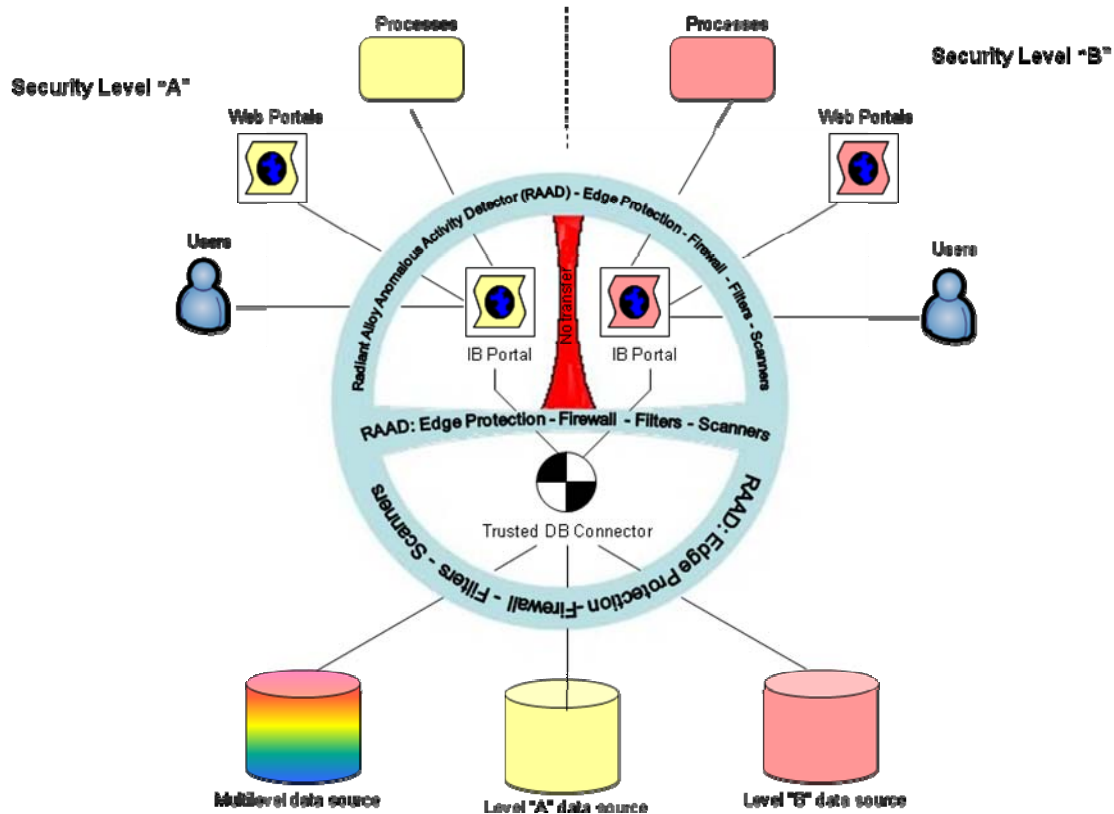 Processes
Processes
Security Level "A"
Security Level "B"
Web Portals
Web Portals
Radiant Alloy Anomalous Activity Detector (RAAD) - Edge Protection - Firewall - Filters - Scanners
Users
Users
No transfer
IB Portal
IB Portal
RAAD: Edge Protection - Firewall - Filters - Scanners
Trusted DB Connector
RAAD: Edge Protection -Firewall - Filters - Scanners
Multilevel data source
Level "A" data source
Level "B" data source